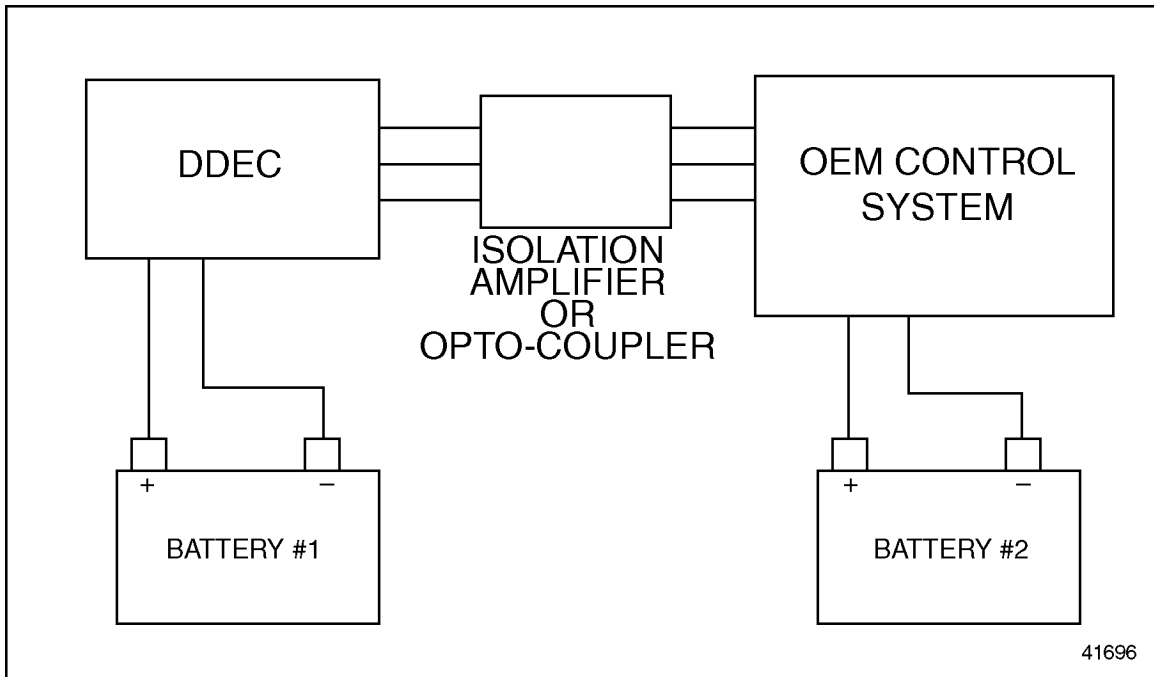 DDEC
OEM CONTROL
SYSTEM
ISOLATION
AMPLIFIER
OR
OPTO-COUPLER
+ −
BATTERY #1
+ −
BATTERY #2
41696